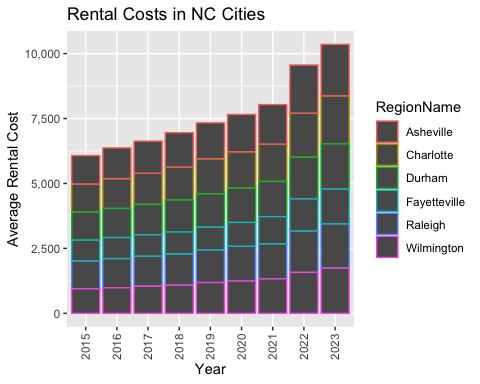 Rental Costs in NC Cities
Average Rental Cost
10,000
7,500
5,000
2,500
0
2015
2016
2017
2018
2019
2020
2021
2022
2023
Year
RegionName
Asheville
Charlotte
Durham
Fayetteville
Raleigh
Wilmington